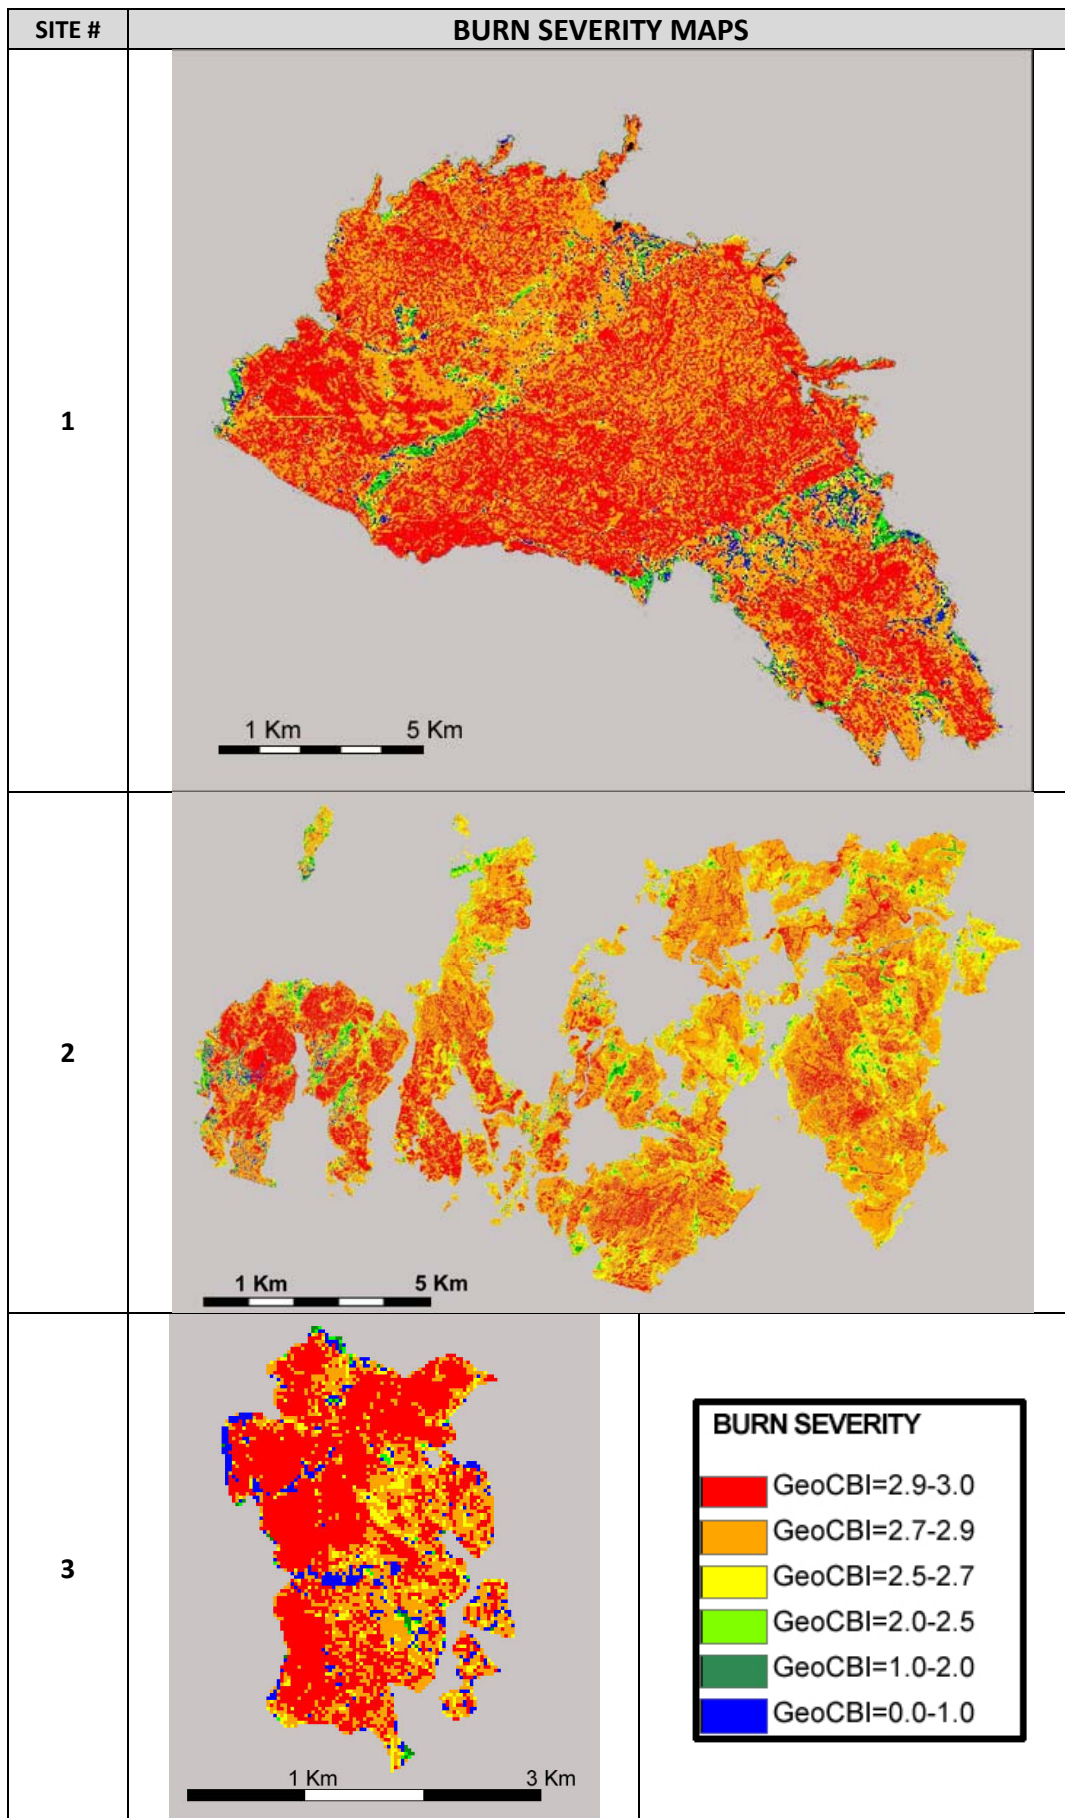 SITE # BURN SEVERITY MAPS
1
1 Km 5 Km
2
1 Km 5 Km
3
1 Km 3 Km
BURN SEVERITY
GeoCBI=2.9-3.0
GeoCBI=2.7-2.9
GeoCBI=2.5-2.7
GeoCBI=2.0-2.5
GeoCBI=1.0-2.0
GeoCBI=0.0-1.0